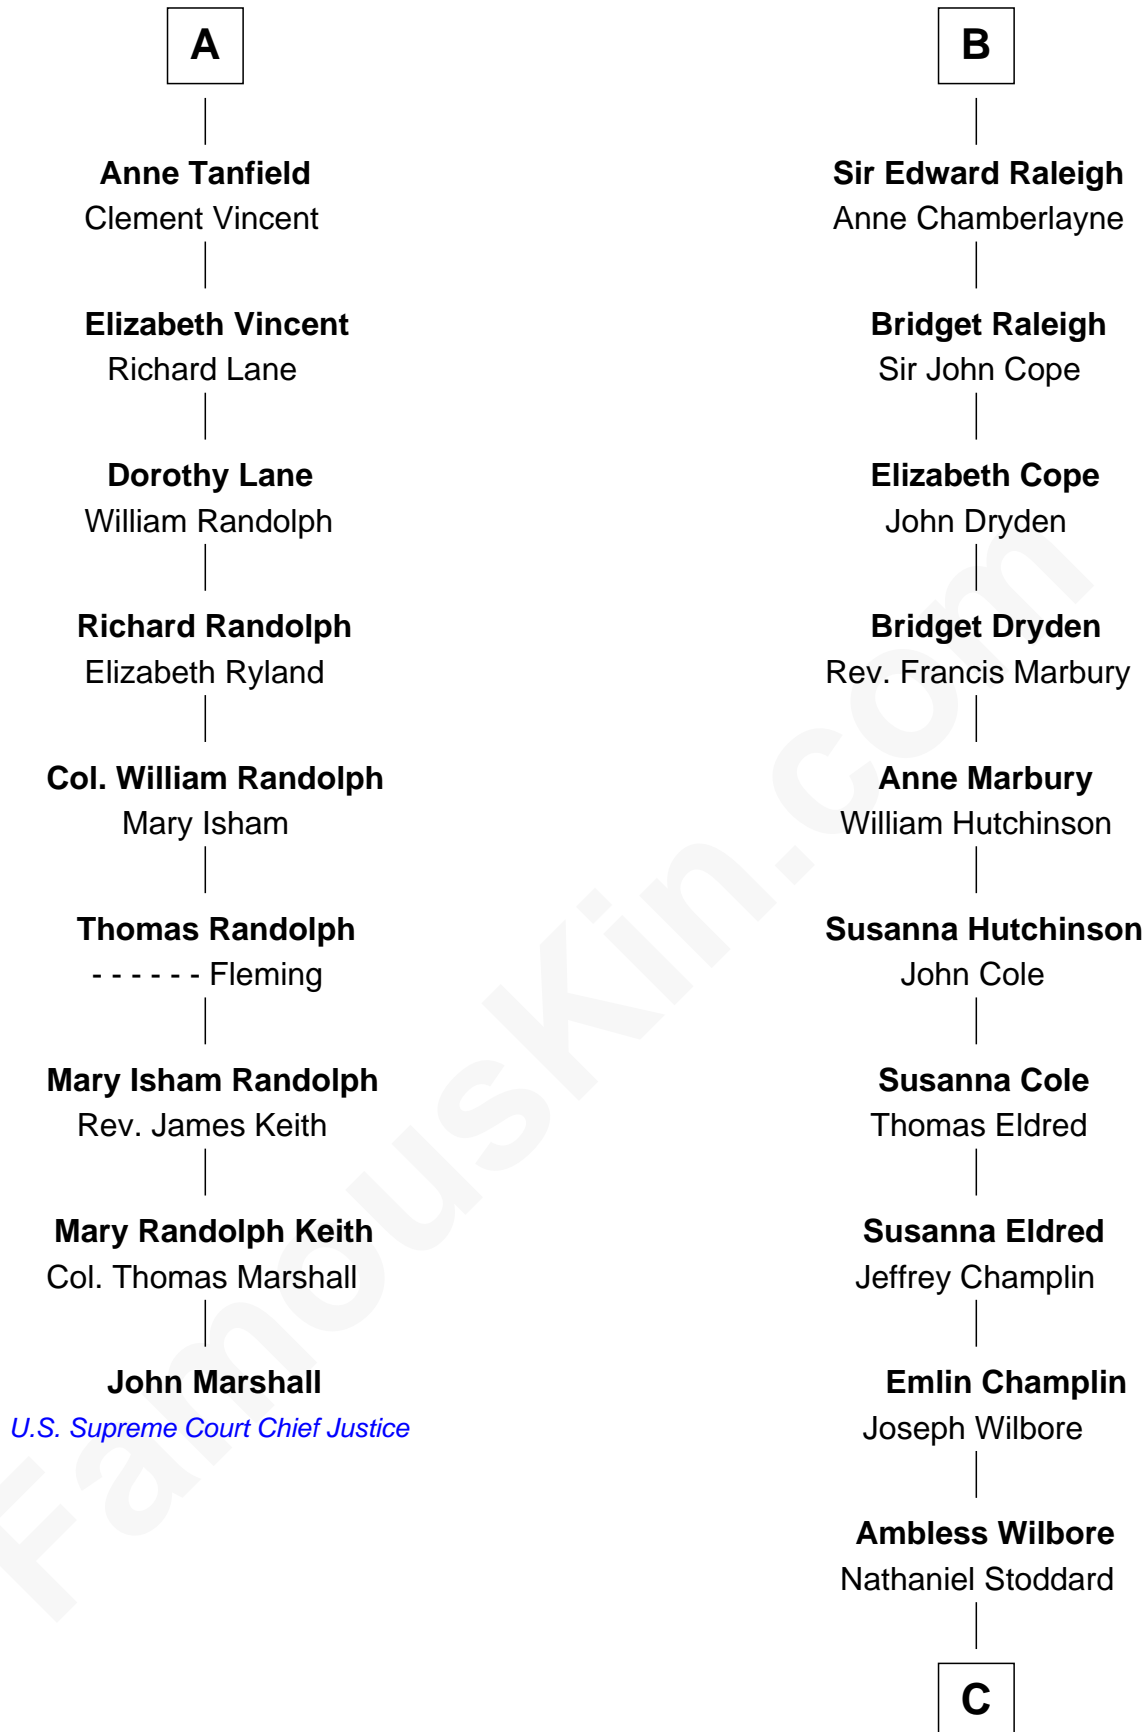 A
Anne Tanfield
Clement Vincent
Elizabeth Vincent
Richard Lane
Dorothy Lane
William Randolph
Richard Randolph
Elizabeth Ryland
Col. William Randolph
Mary Isham
Thomas Randolph
- - - - - - Fleming
Mary Isham Randolph
Rev. James Keith
Mary Randolph Keith
Col. Thomas Marshall
John Marshall
U.S. Supreme Court Chief Justice
B
Sir Edward Raleigh
Anne Chamberlayne
Bridget Raleigh
Sir John Cope
Elizabeth Cope
John Dryden
Bridget Dryden
Rev. Francis Marbury
Anne Marbury
William Hutchinson
Susanna Hutchinson
John Cole
Susanna Cole
Thomas Eldred
Susanna Eldred
Jeffrey Champlin
Emlin Champlin
Joseph Wilbore
Ambless Wilbore
Nathaniel Stoddard
C
FamousKin.com